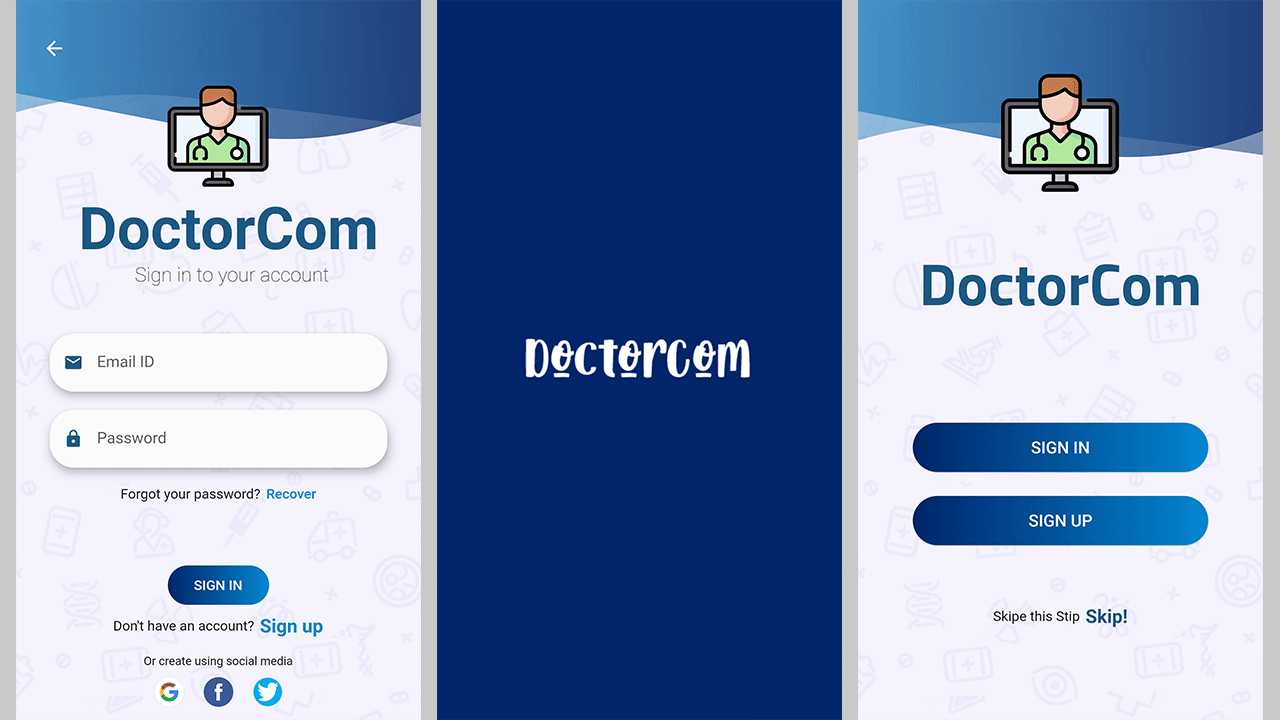 DoctorCom
Sign in to your account
Email ID
Password
Forgot your password? Recover
SIGN IN
Don't have an account? Sign up
Or create using social media
G f
DoctorCom
DoctorCom
SIGN IN
SIGN UP
Skipe this Stip Skip!